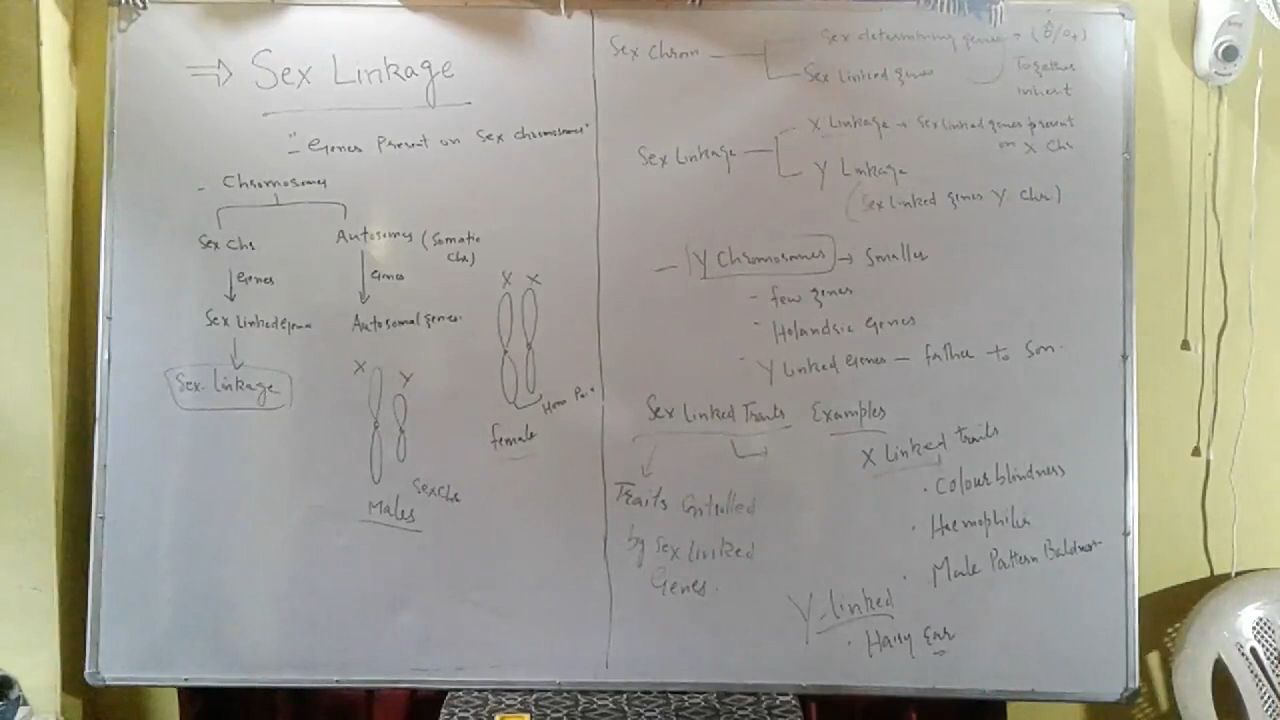 ⇒ Sex Linkage
"- Genes Present on Sex chromosomes"
- Chromosomes
Sex Chs
Autosomes (Somatic
Chs)
Genes
Genes
Sex Linked Genes
Autosomal genes.
Sex. Linkage
X Y
Sex Chs
Males
X X
Homo Pair
female
Sex Chrom
Sex determining genes → (♂/♀)
Sex Linked genes
Together
inherit
Sex Linkage
X Linkage → Sex linked genes present
on X Chs
Y Linkage
(Sex Linked genes Y Chr)
- Y Chromosomes → Smaller
- few genes
- Holandric Genes
- Y Linked Genes - father to Son.
Sex Linked Traits Examples
Traits Controlled
by Sex linked
Genes.
X Linked traits
· Colourblindness
· Haemophilia
· Male Pattern Baldness
Y-linked
· Hairy Ear